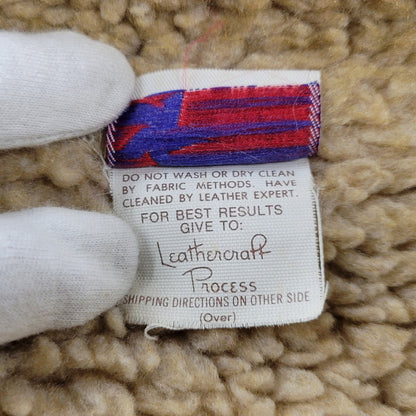 DO NOT WASH OR DRY CLEAN
BY FABRIC METHODS. HAVE
CLEANED BY LEATHER EXPERT.
FOR BEST RESULTS
GIVE TO:
Leathercraft
Process
SHIPPING DIRECTIONS ON OTHER SIDE
(Over)